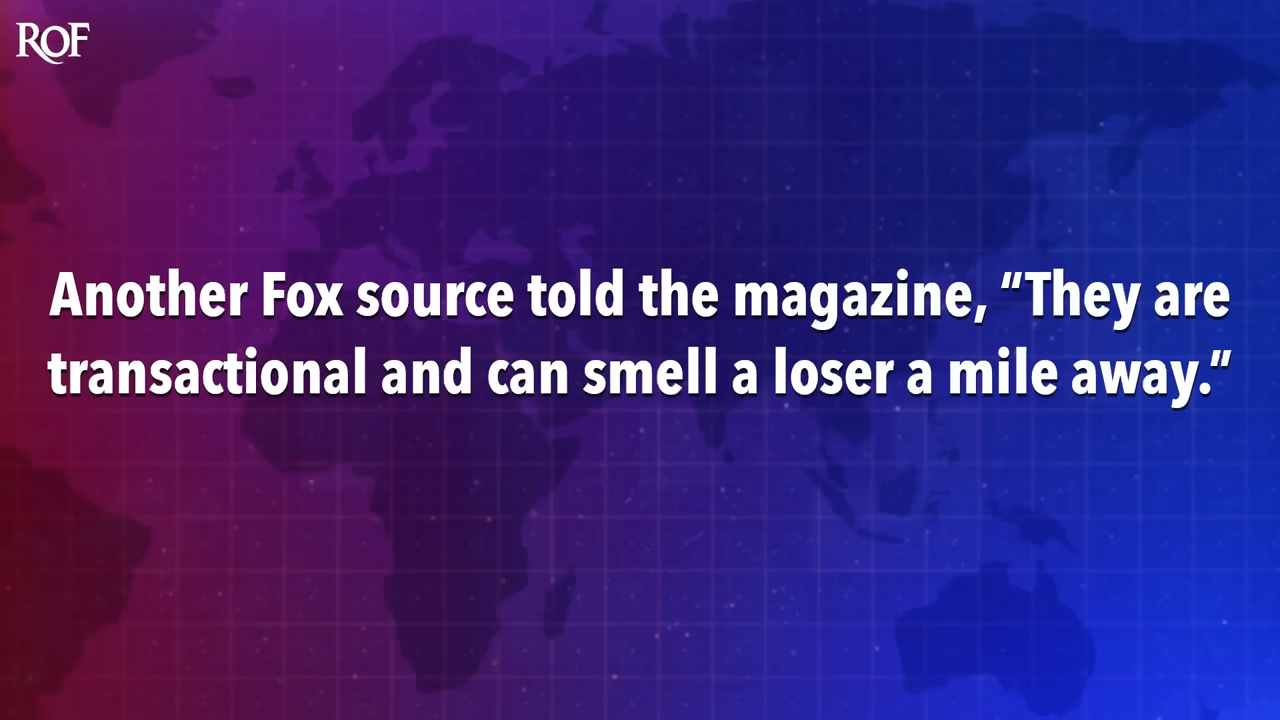 ROF
Another Fox source told the magazine, “They are
transactional and can smell a loser a mile away.”